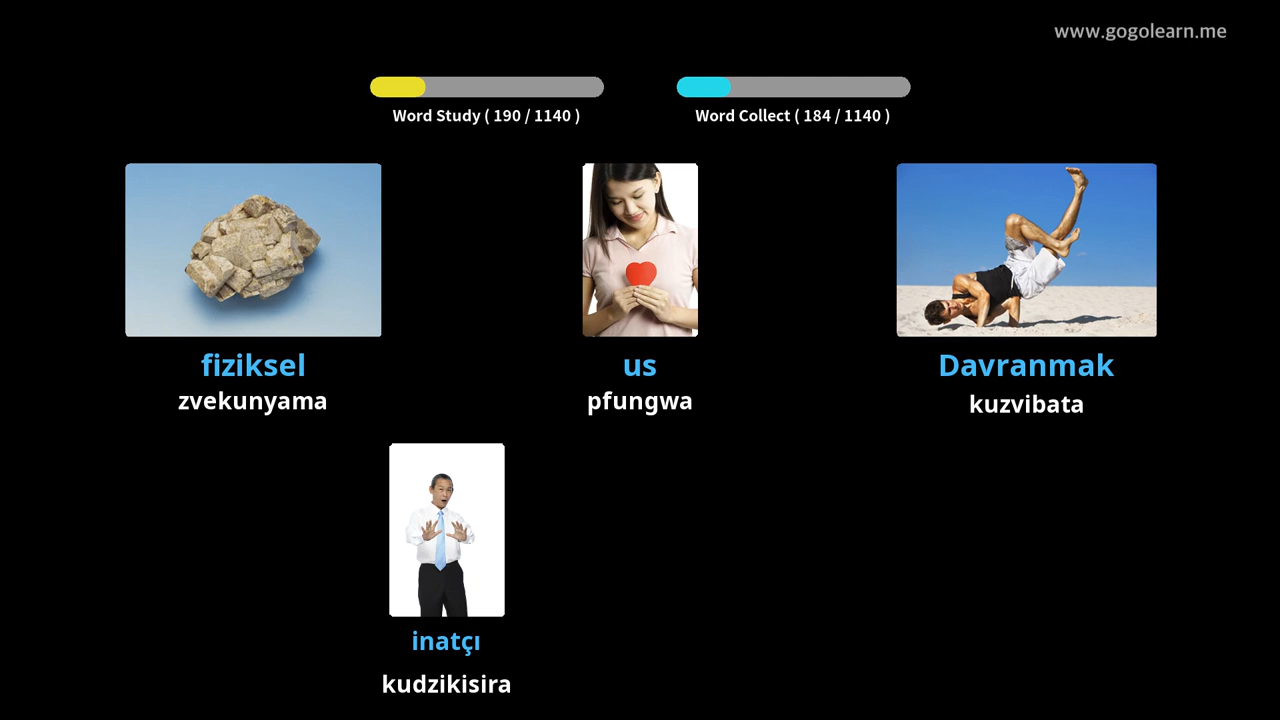 www.gogolearn.me
Word Study ( 190 / 1140 )
Word Collect ( 184 / 1140 )
fiziksel
zvekunyama
us
pfungwa
Davranmak
kuzvibata
inatçı
kudzikisira